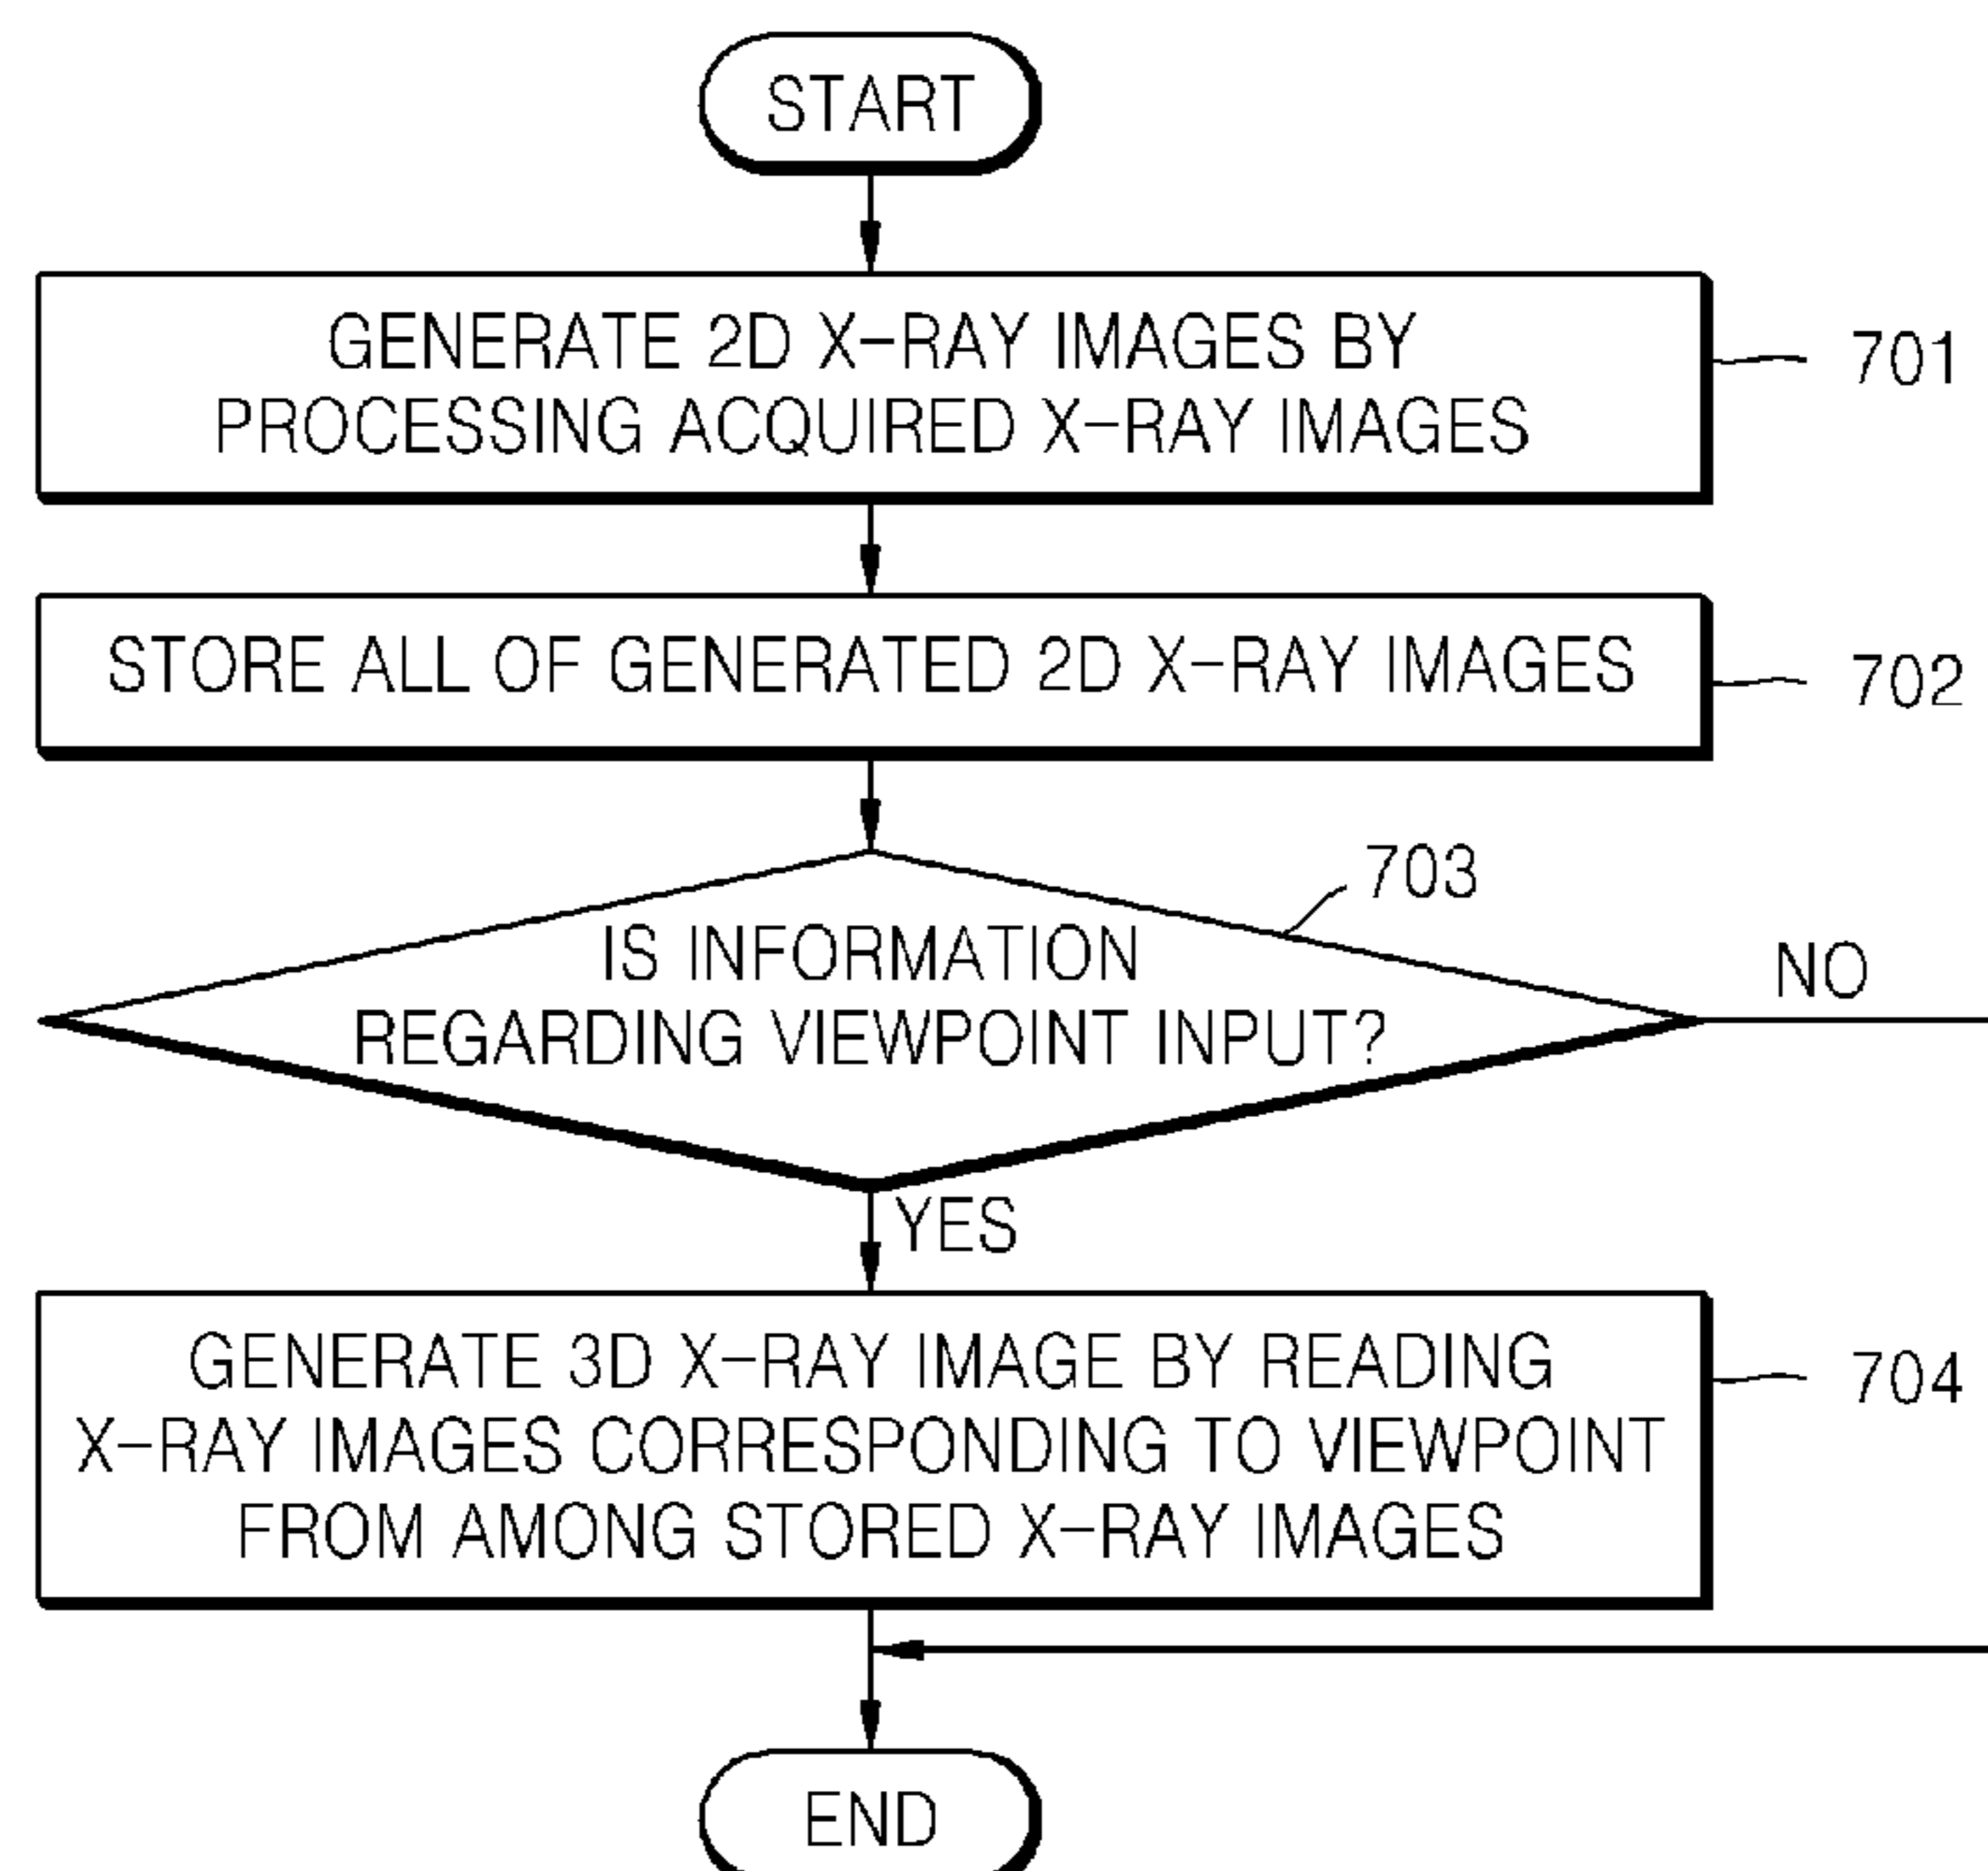 START
GENERATE 2D X-RAY IMAGES BY
PROCESSING ACQUIRED X-RAY IMAGES
701
STORE ALL OF GENERATED 2D X-RAY IMAGES
702
703
IS INFORMATION
REGARDING VIEWPOINT INPUT?
NO
YES
GENERATE 3D X-RAY IMAGE BY READING
X-RAY IMAGES CORRESPONDING TO VIEWPOINT
FROM AMONG STORED X-RAY IMAGES
704
END